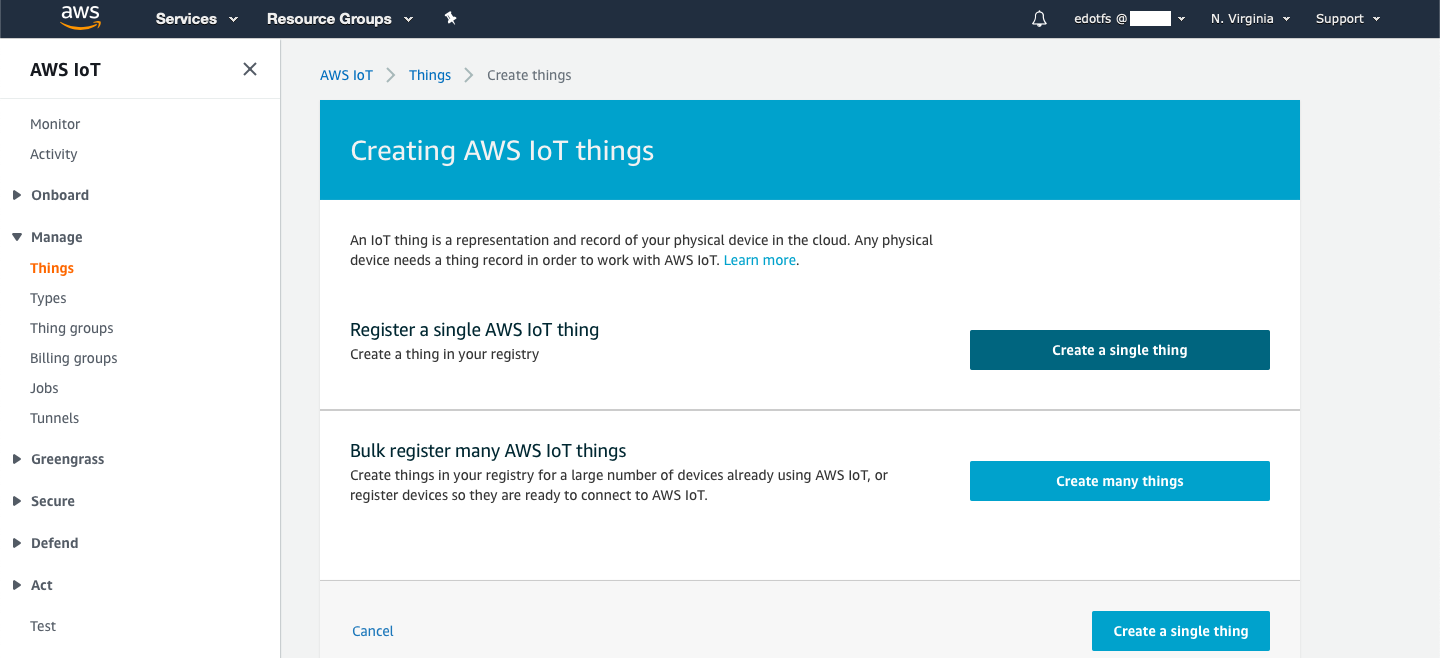 aws Services Resource Groups edotfs @ N. Virginia Support
AWS IoT
Monitor
Activity
Onboard
Manage
Things
Types
Thing groups
Billing groups
Jobs
Tunnels
Greengrass
Secure
Defend
Act
Test
AWS IoT Things Create things
Creating AWS IoT things
An IoT thing is a representation and record of your physical device in the cloud. Any physical
device needs a thing record in order to work with AWS IoT. Learn more.
Register a single AWS IoT thing
Create a thing in your registry
Create a single thing
Bulk register many AWS IoT things
Create things in your registry for a large number of devices already using AWS IoT, or
register devices so they are ready to connect to AWS IoT.
Create many things
Cancel
Create a single thing